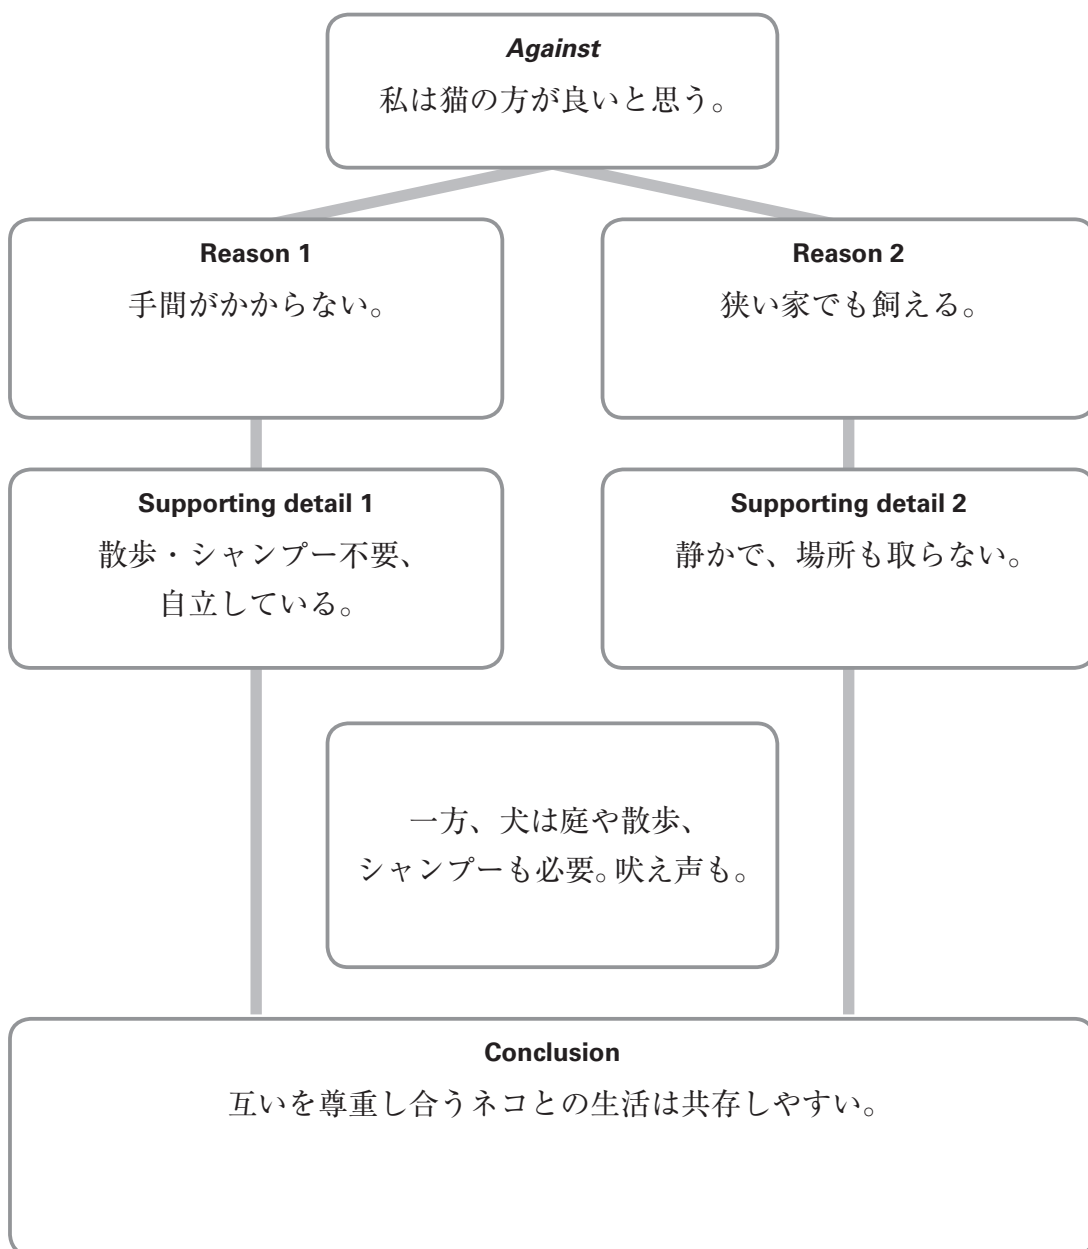 Against
私は猫の方が良いと思う。
Reason 1
手間がかからない。
Reason 2
狭い家でも飼える。
Supporting detail 1
散歩・シャンプー不要、
自立している。
Supporting detail 2
静かで、場所も取らない。
一方、犬は庭や散歩、
シャンプーも必要。吠え声も。
Conclusion
互いを尊重し合うネコとの生活は共存しやすい。